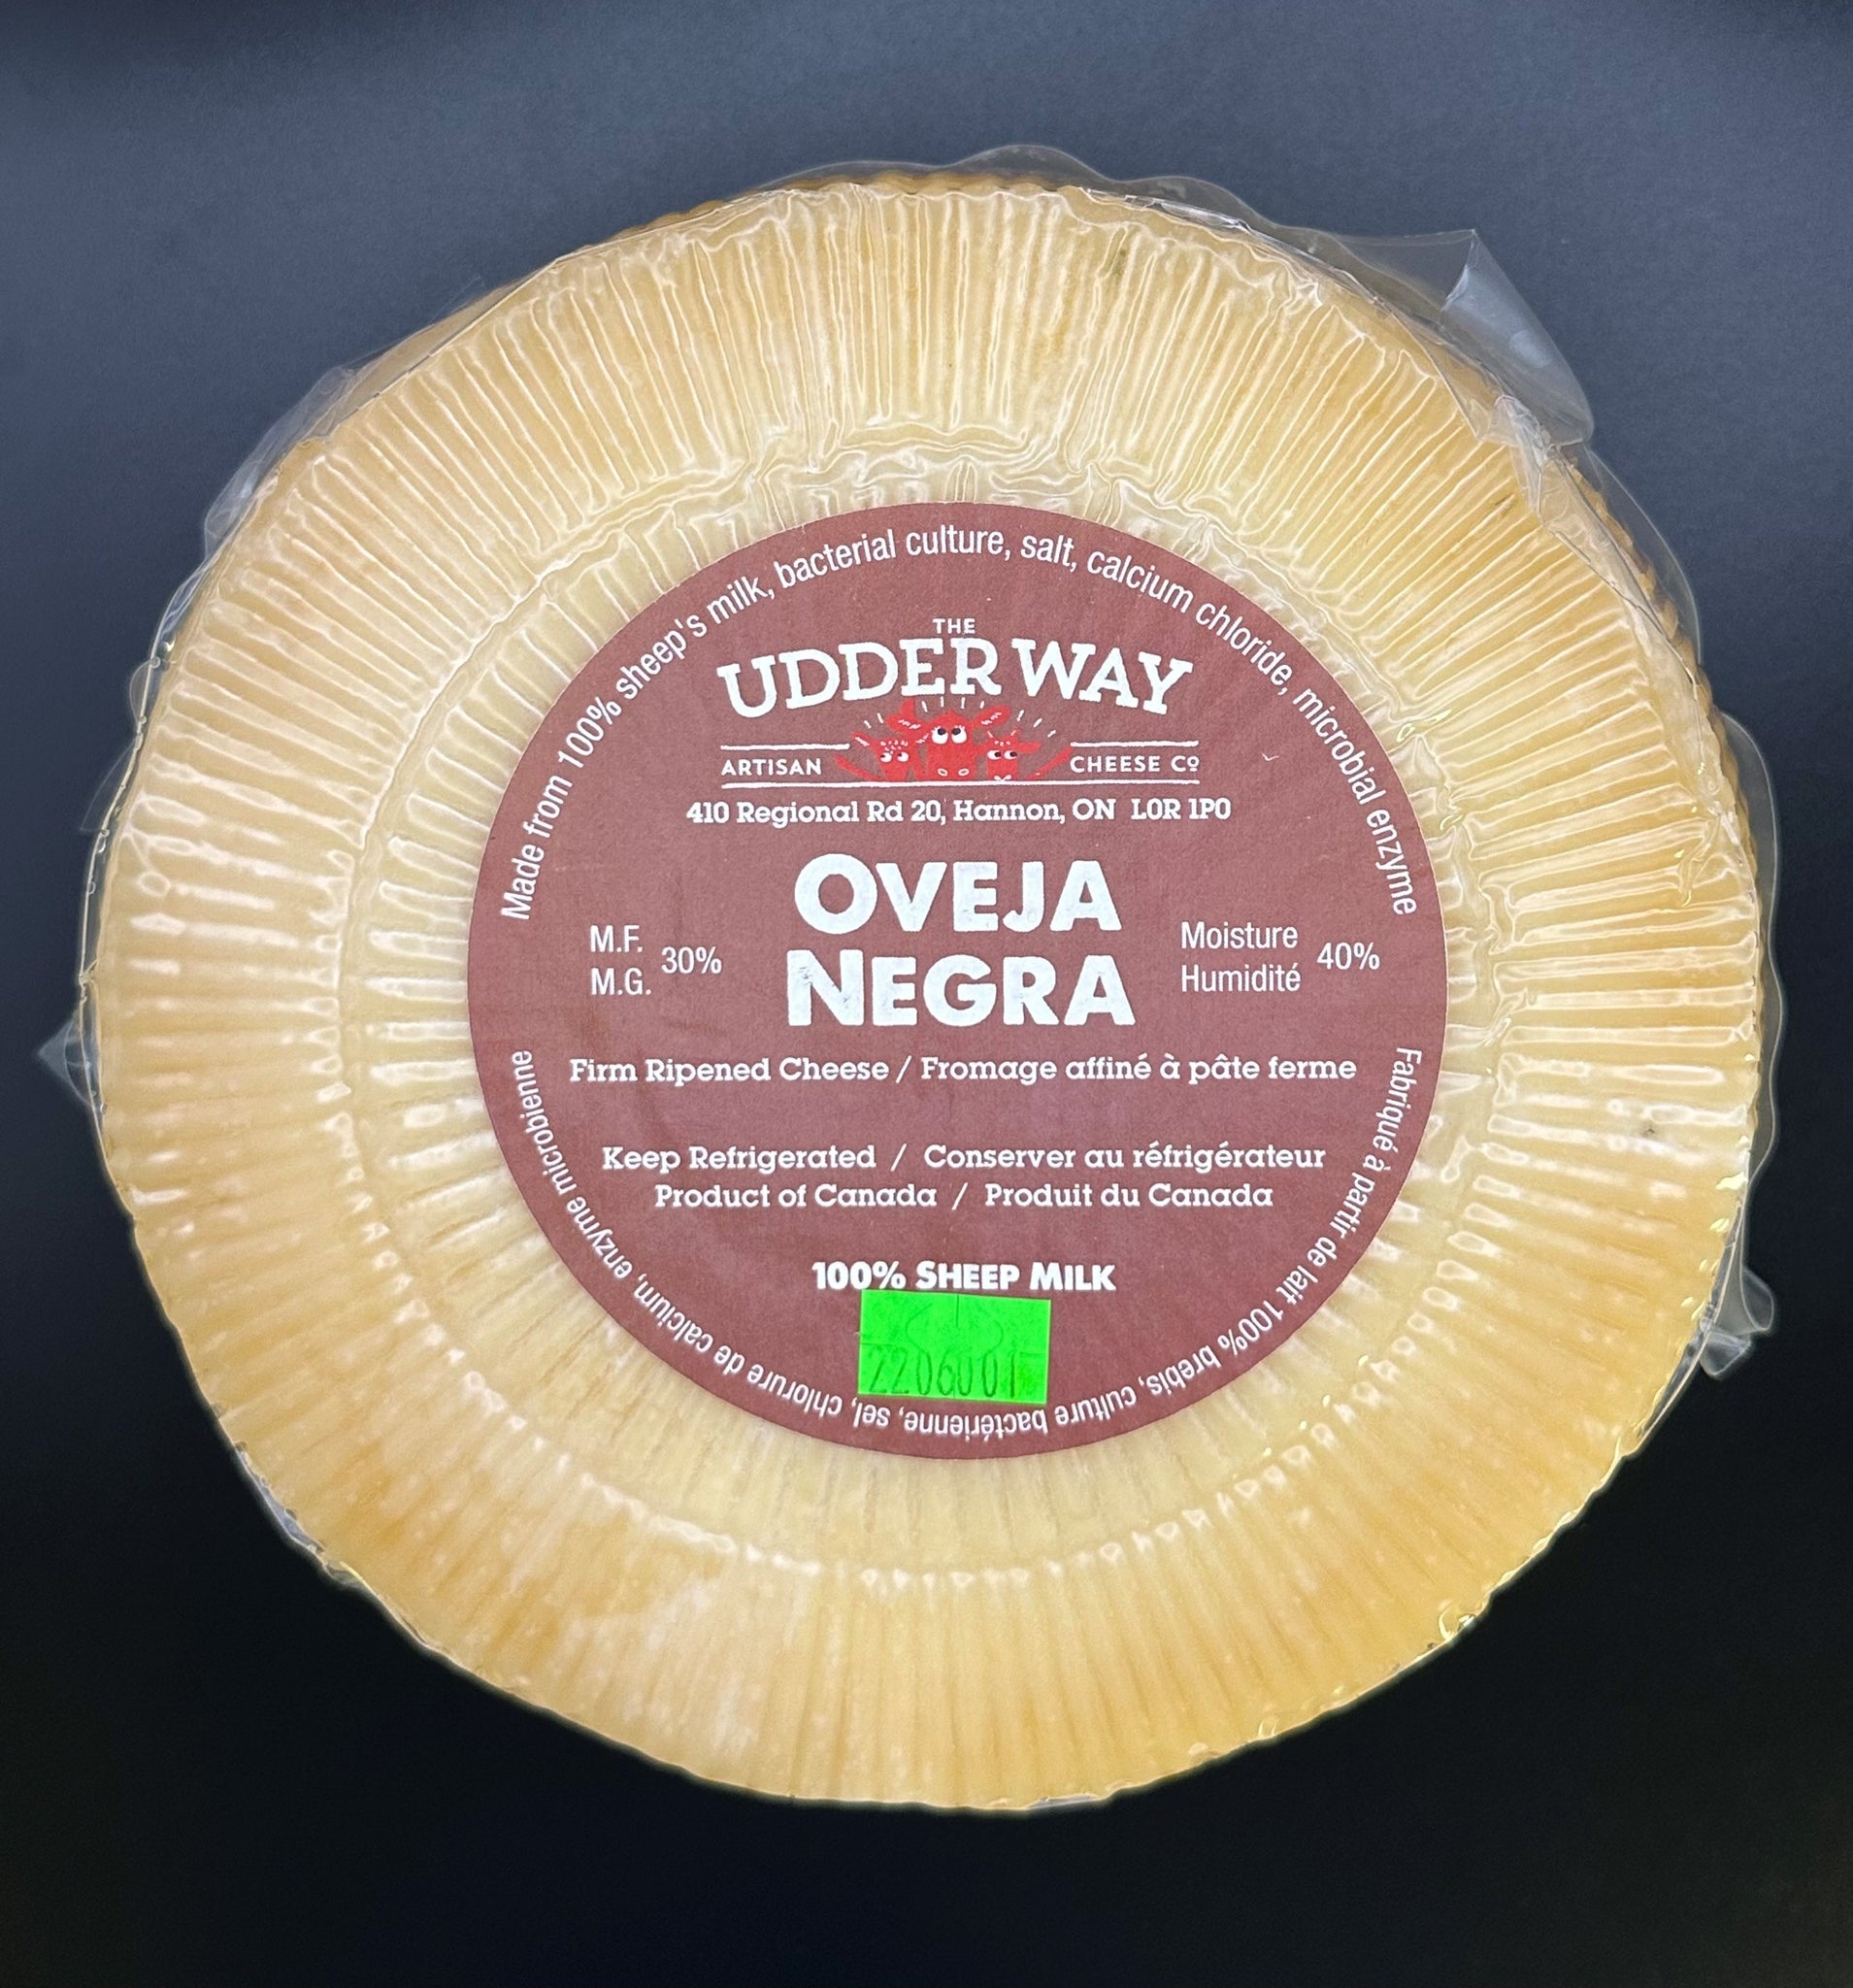 Made from 100% sheep's milk, bacterial culture, salt, calcium chloride, microbial enzyme
THE
UDDER WAY
ARTISAN CHEESE Co
410 Regional Rd 20, Hannon, ON L0R 1P0
OVEJA
NEGRA
M.F.
M.G. 30%
Moisture
Humidité 40%
Firm Ripened Cheese / Fromage affiné à pâte ferme
Keep Refrigerated / Conserver au réfrigérateur
Product of Canada / Produit du Canada
100% SHEEP MILK
Fabriqué à partir de lait 100% brebis, culture bactérienne, sel, chlorure de calcium, enzyme microbienne